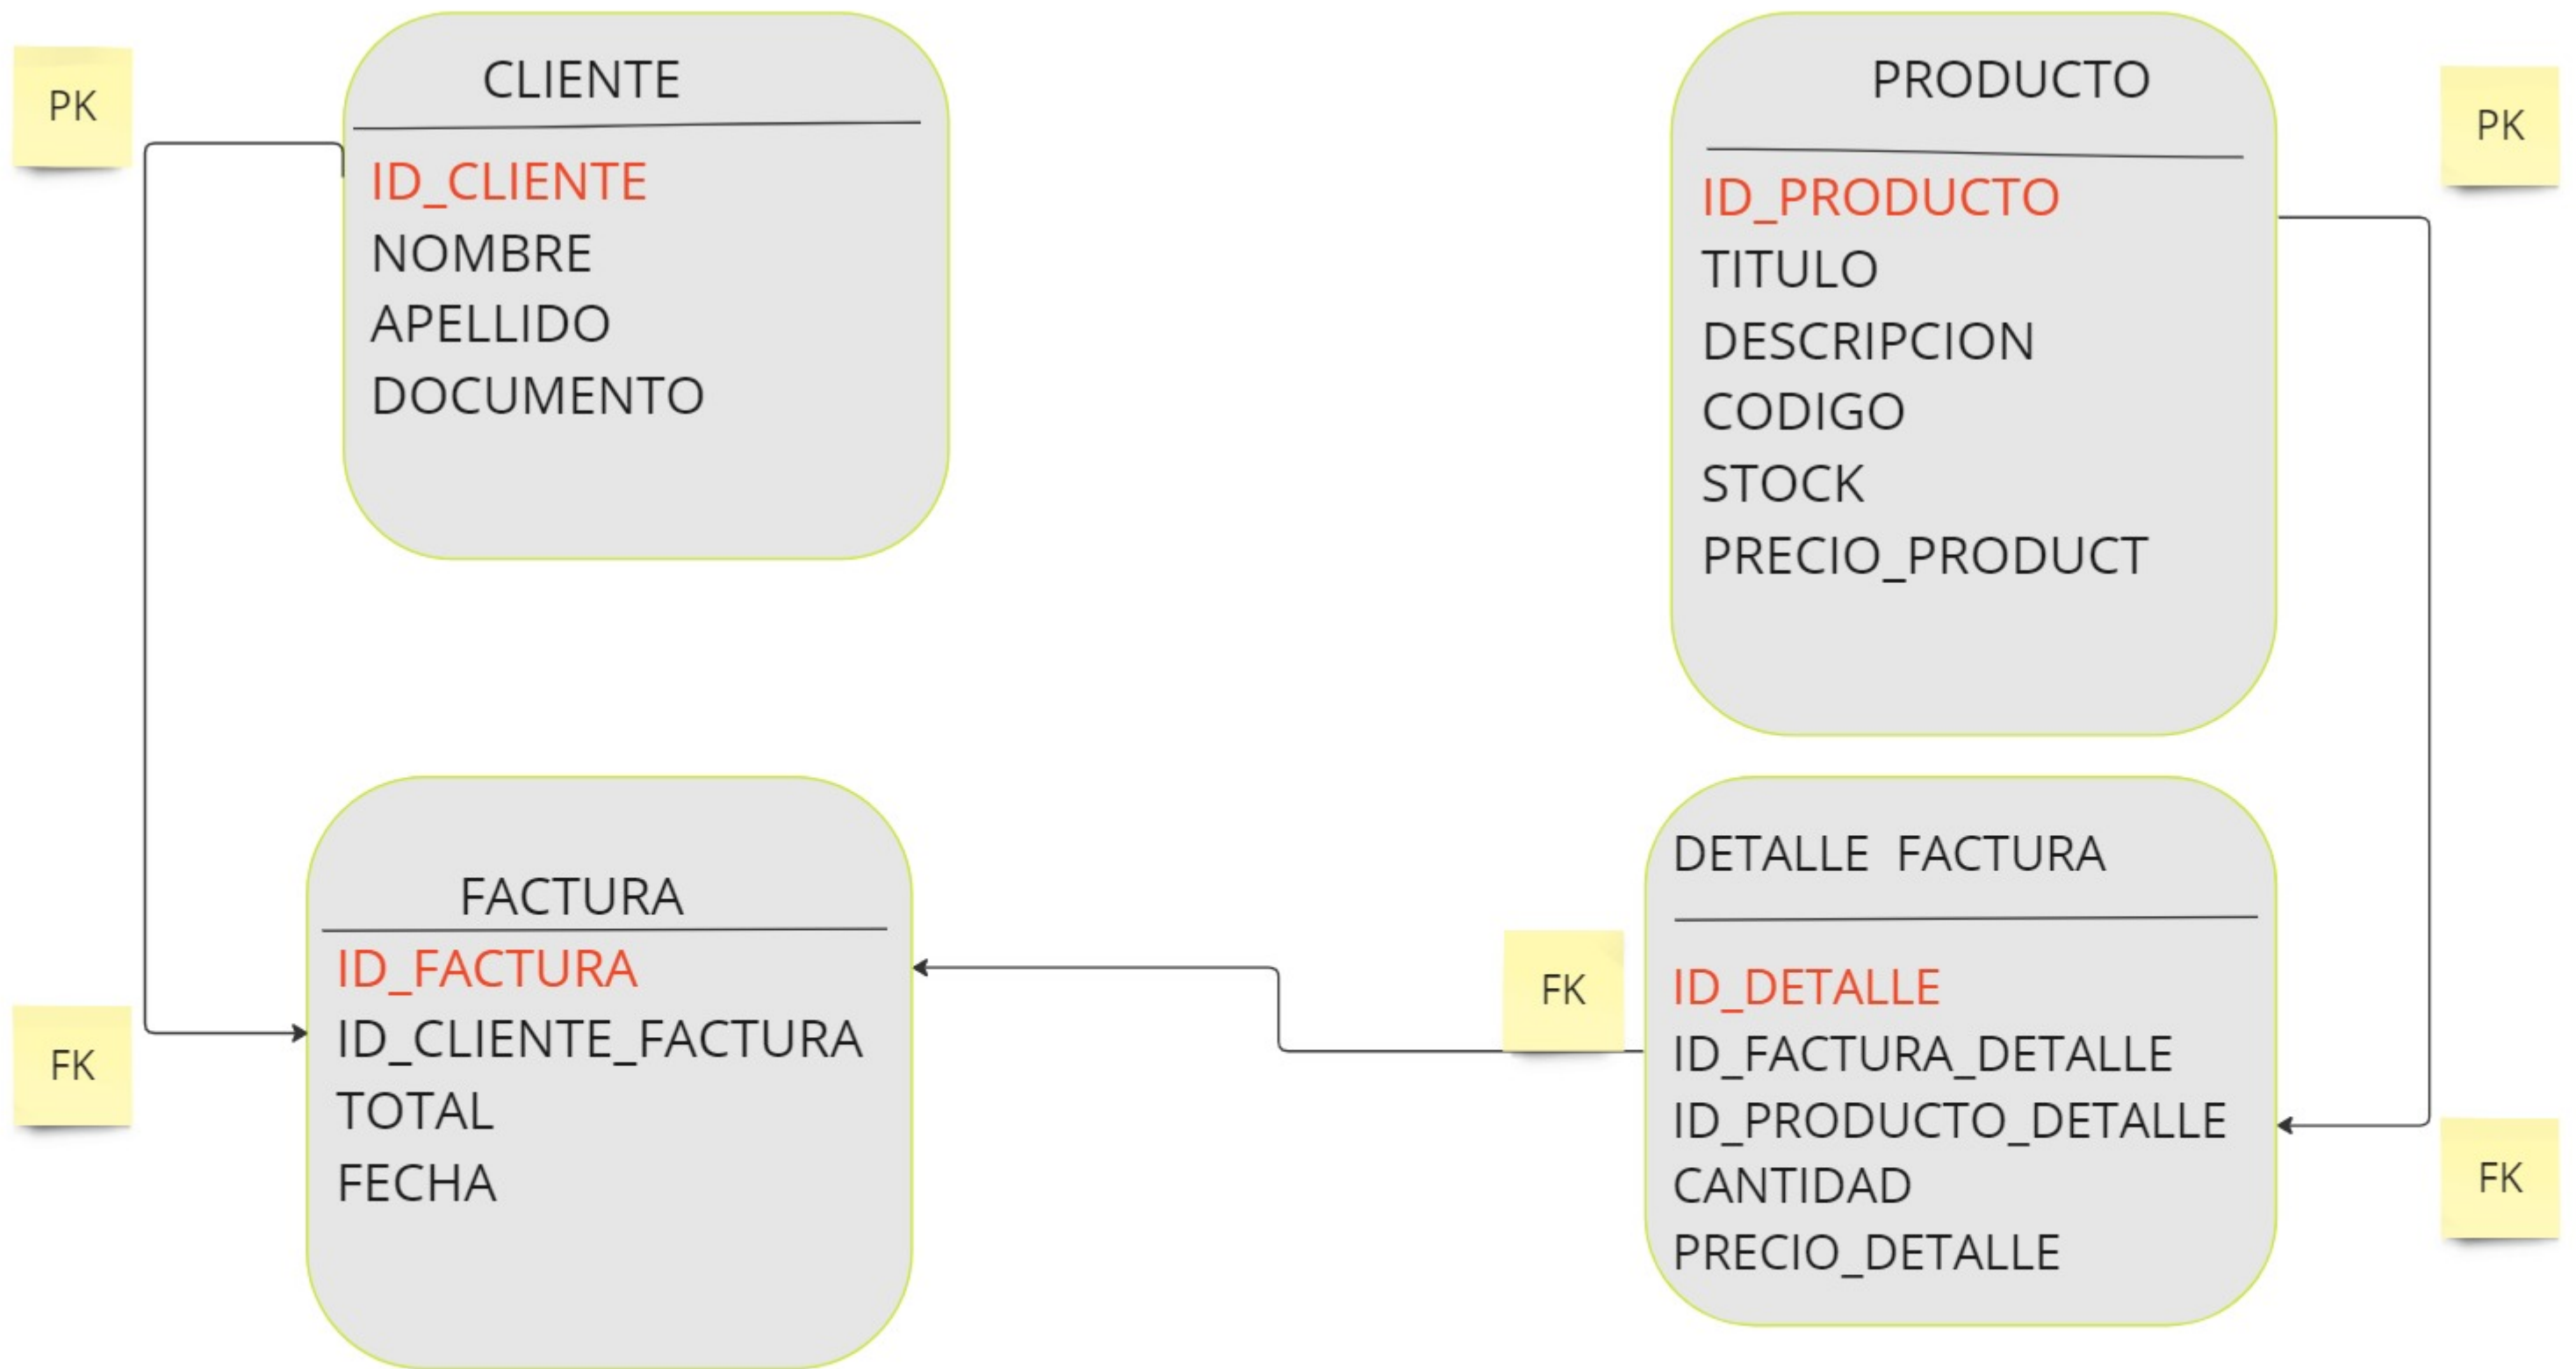 PK
CLIENTE
ID_CLIENTE
NOMBRE
APELLIDO
DOCUMENTO
PRODUCTO
ID_PRODUCTO
TITULO
DESCRIPCION
CODIGO
STOCK
PRECIO_PRODUCT
PK
FACTURA
ID_FACTURA
ID_CLIENTE_FACTURA
TOTAL
FECHA
FK
FK
DETALLE FACTURA
ID_DETALLE
ID_FACTURA_DETALLE
ID_PRODUCTO_DETALLE
CANTIDAD
PRECIO_DETALLE
FK